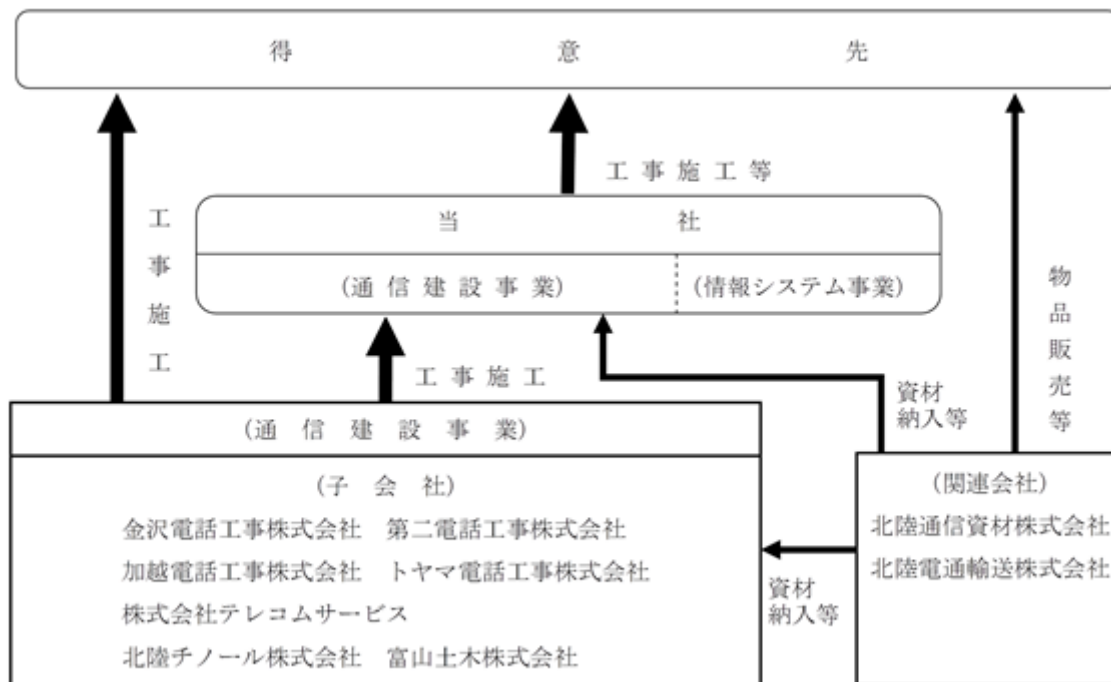 得意先
工事施工等
工事施工
当社
(通信建設事業)
(情報システム事業)
物品販売等
工事施工
資材
納入等
(通信建設事業)
(子会社)
金沢電話工事株式会社 第二電話工事株式会社
加越電話工事株式会社 トヤマ電話工事株式会社
株式会社テレコムサービス
北陸チノール株式会社 富山土木株式会社
(関連会社)
北陸通信資材株式会社
北陸電通輸送株式会社
資材
納入等